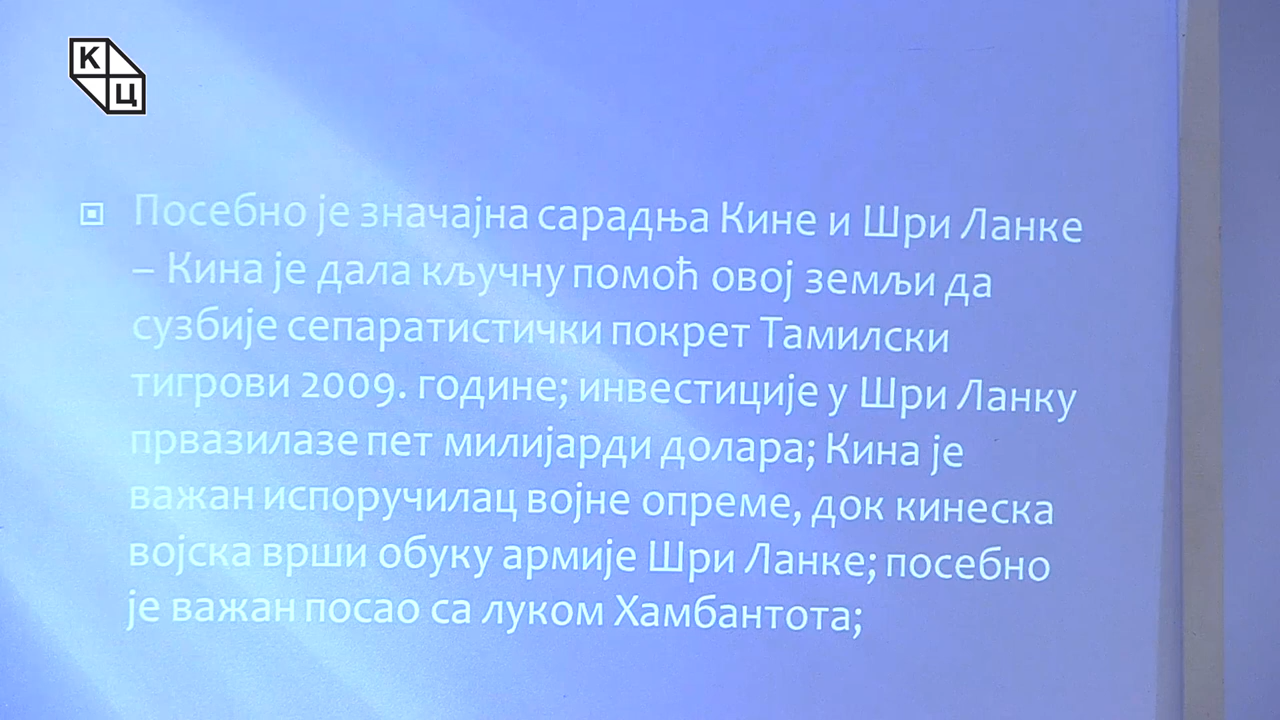 К
Ц
Посебно је значајна сарадња Кине и Шри Ланке
– Кина је дала кључну помоћ овој земљи да
сузбије сепаратистички покрет Тамилски
тигрови 2009. године; инвестиције у Шри Ланку
првазилазе пет милијарди долара; Кина је
важан испоручилац војне опреме, док кинеска
војска врши обуку армије Шри Ланке; посебно
је важан посао са луком Хамбантота;